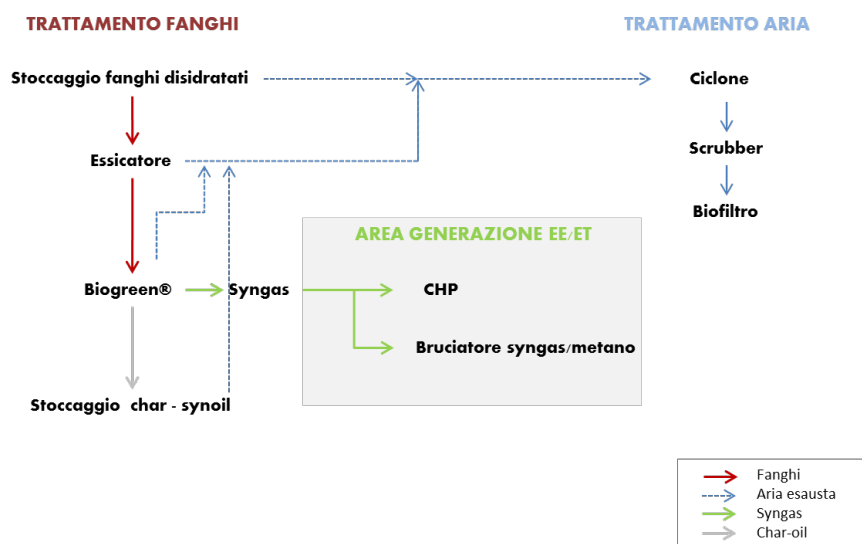 TRATTAMENTO FANGHI
TRATTAMENTO ARIA
Stoccaggio fanghi disidratati
Ciclone
Essicatore
Scrubber
Biofiltro
AREA GENERAZIONE EE/ET
Biogreen®
Syngas
CHP
Bruciatore syngas/metano
Stoccaggio char - synoil
Fanghi
Aria esausta
Syngas
Char-oil